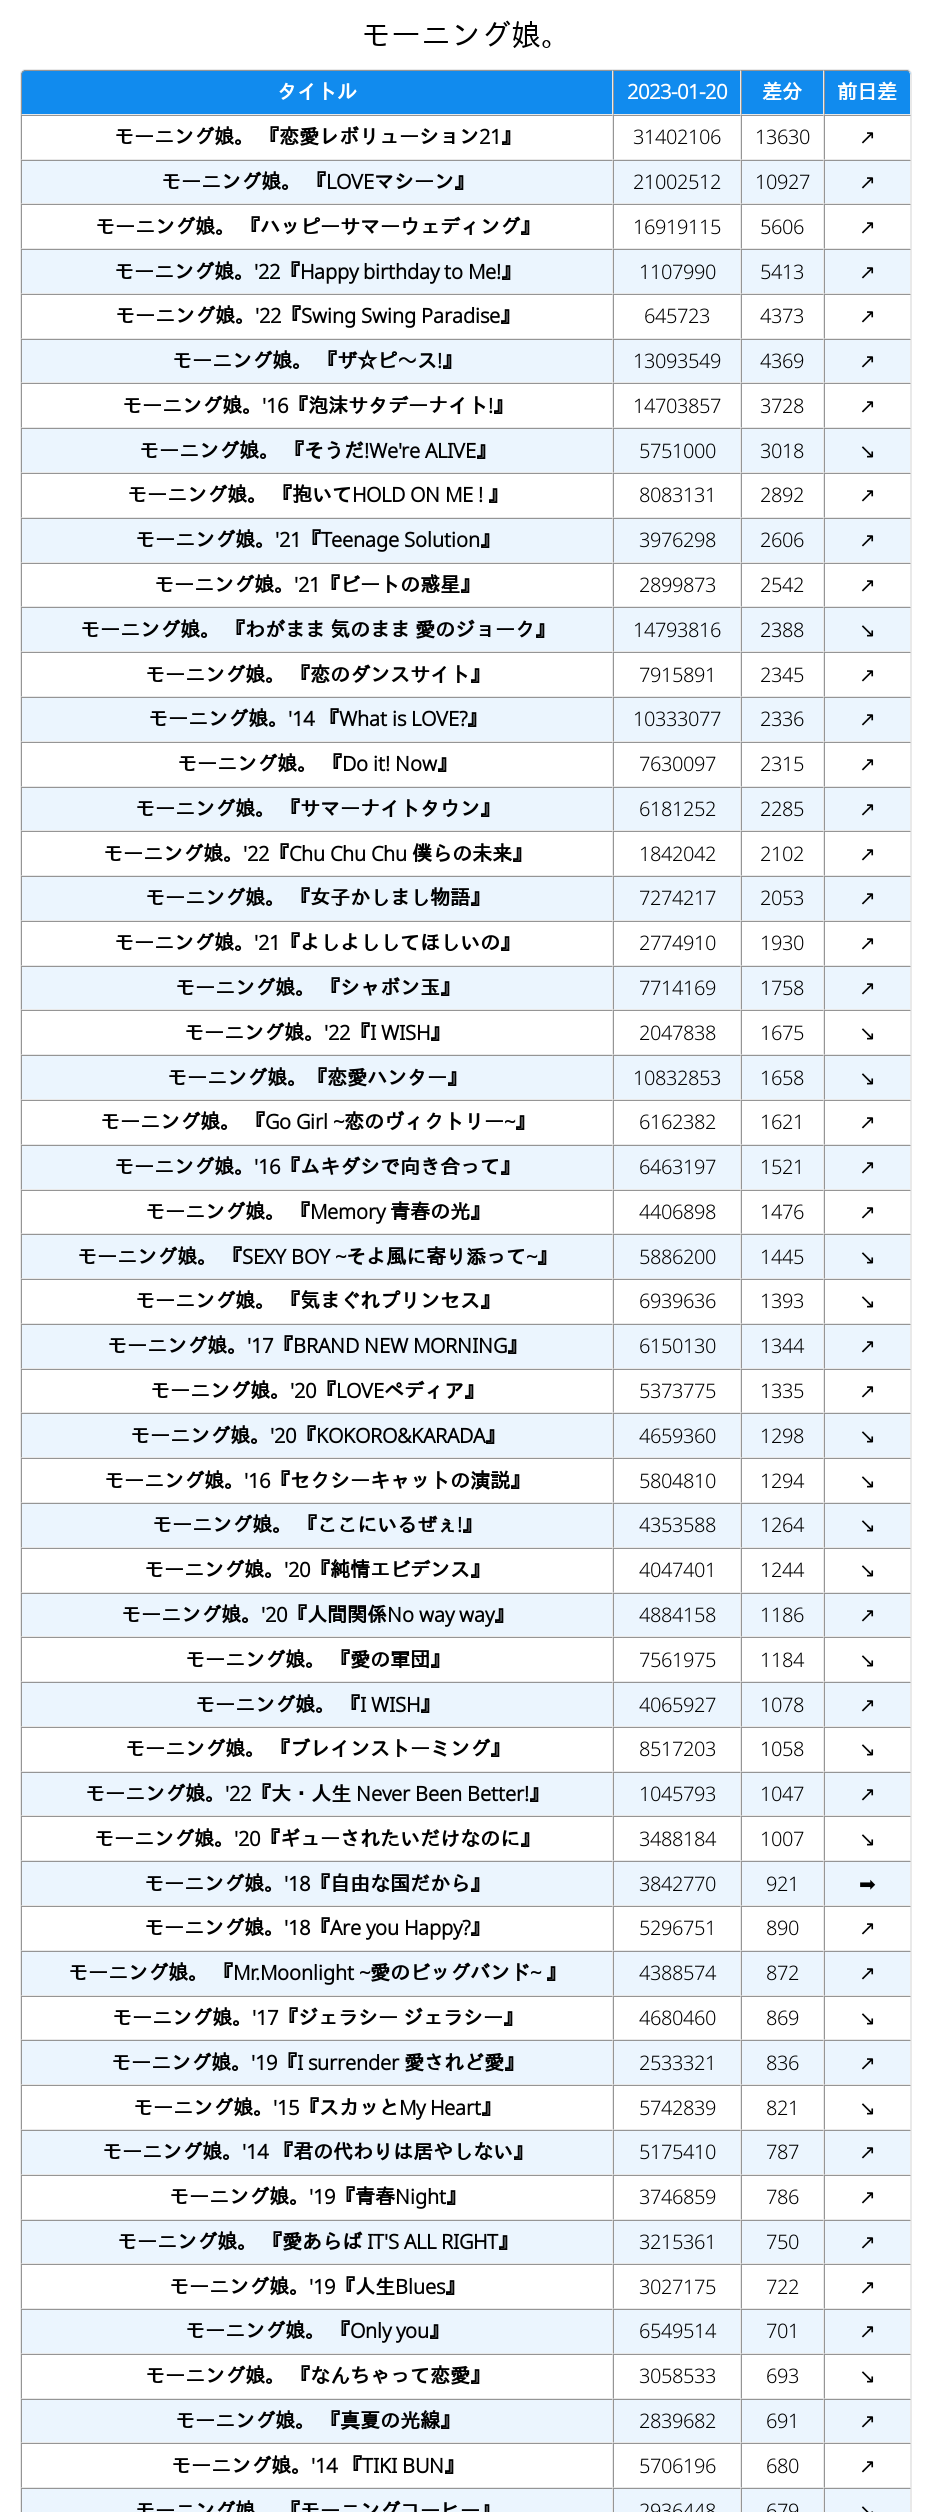 モーニング娘。
タイトル 2023-01-20 差分 前日差
モーニング娘。 『恋愛レボリューション21』 31402106 13630 ↗
モーニング娘。 『LOVEマシーン』 21002512 10927 ↗
モーニング娘。 『ハッピーサマーウェディング』 16919115 5606 ↗
モーニング娘。'22『Happy birthday to Me!』 1107990 5413 ↗
モーニング娘。'22『Swing Swing Paradise』 645723 4373 ↗
モーニング娘。 『ザ☆ピ〜ス!』 13093549 4369 ↗
モーニング娘。'16『泡沫サタデーナイト!』 14703857 3728 ↗
モーニング娘。 『そうだ!We're ALIVE』 5751000 3018 ↘
モーニング娘。 『抱いてHOLD ON ME ! 』 8083131 2892 ↗
モーニング娘。'21『Teenage Solution』 3976298 2606 ↗
モーニング娘。'21『ビートの惑星』 2899873 2542 ↗
モーニング娘。 『わがまま 気のまま 愛のジョーク』 14793816 2388 ↘
モーニング娘。 『恋のダンスサイト』 7915891 2345 ↗
モーニング娘。'14 『What is LOVE?』 10333077 2336 ↗
モーニング娘。 『Do it! Now』 7630097 2315 ↗
モーニング娘。 『サマーナイトタウン』 6181252 2285 ↗
モーニング娘。'22『Chu Chu Chu 僕らの未来』 1842042 2102 ↗
モーニング娘。 『女子かしまし物語』 7274217 2053 ↗
モーニング娘。'21『よしよししてほしいの』 2774910 1930 ↗
モーニング娘。 『シャボン玉』 7714169 1758 ↗
モーニング娘。'22『I WISH』 2047838 1675 ↘
モーニング娘。『恋愛ハンター』 10832853 1658 ↘
モーニング娘。 『Go Girl ~恋のヴィクトリー~』 6162382 1621 ↗
モーニング娘。'16『ムキダシで向き合って』 6463197 1521 ↗
モーニング娘。 『Memory 青春の光』 4406898 1476 ↗
モーニング娘。 『SEXY BOY ~そよ風に寄り添って~』 5886200 1445 ↘
モーニング娘。 『気まぐれプリンセス』 6939636 1393 ↘
モーニング娘。'17『BRAND NEW MORNING』 6150130 1344 ↗
モーニング娘。'20『LOVEペディア』 5373775 1335 ↗
モーニング娘。'20『KOKORO&KARADA』 4659360 1298 ↘
モーニング娘。'16『セクシーキャットの演説』 5804810 1294 ↘
モーニング娘。 『ここにいるぜぇ!』 4353588 1264 ↘
モーニング娘。'20『純情エビデンス』 4047401 1244 ↘
モーニング娘。'20『人間関係No way way』 4884158 1186 ↗
モーニング娘。 『愛の軍団』 7561975 1184 ↘
モーニング娘。 『I WISH』 4065927 1078 ↗
モーニング娘。 『ブレインストーミング』 8517203 1058 ↘
モーニング娘。'22『大・人生 Never Been Better!』 1045793 1047 ↗
モーニング娘。'20『ギューされたいだけなのに』 3488184 1007 ↘
モーニング娘。'18『自由な国だから』 3842770 921 ➡
モーニング娘。'18『Are you Happy?』 5296751 890 ↗
モーニング娘。 『Mr.Moonlight ~愛のビッグバンド~ 』 4388574 872 ↗
モーニング娘。'17『ジェラシー ジェラシー』 4680460 869 ↘
モーニング娘。'19『I surrender 愛されど愛』 2533321 836 ↗
モーニング娘。'15『スカッとMy Heart』 5742839 821 ↘
モーニング娘。'14 『君の代わりは居やしない』 5175410 787 ↗
モーニング娘。'19『青春Night』 3746859 786 ↗
モーニング娘。 『愛あらば IT'S ALL RIGHT』 3215361 750 ↗
モーニング娘。'19『人生Blues』 3027175 722 ↗
モーニング娘。 『Only you』 6549514 701 ↗
モーニング娘。 『なんちゃって恋愛』 3058533 693 ↘
モーニング娘。 『真夏の光線』 2839682 691 ↗
モーニング娘。'14 『TIKI BUN』 5706196 680 ↗
モーニング娘。 『モーニングコーヒー』 2936448 679 ↘